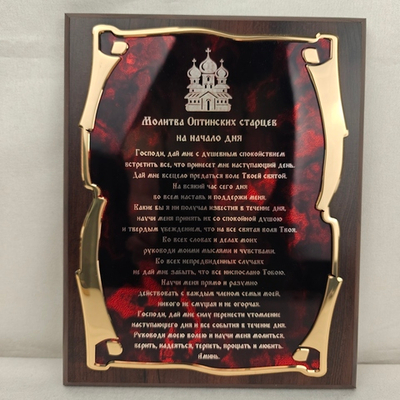 Молитва Оптинских старцев
на начало дня
Господи, дай мне с душевным спокойствием
встретить все, что принесет мне наступающий день.
Дай мне всецело предаться воле Твоей святой.
На всякий час сего дня
во всем наставь и поддержи меня.
Какие бы я ни получал известия в течение дня,
научи меня принять их со спокойной душою
и твердым убеждением, что на все святая воля Твоя.
Во всех словах и делах моих
руководи моими мыслями и чувствами.
Во всех непредвиденных случаях
не дай мне забыть, что все ниспослано Тобою.
Научи меня прямо и разумно
действовать с каждым членом семьи моей,
никого не смущая и не огорчая.
Господи, дай мне силу перенести утомление
наступающего дня и все события в течение дня.
Руководи моею волею и научи меня молиться,
верить, надеяться, терпеть, прощать и любить.
Аминь.